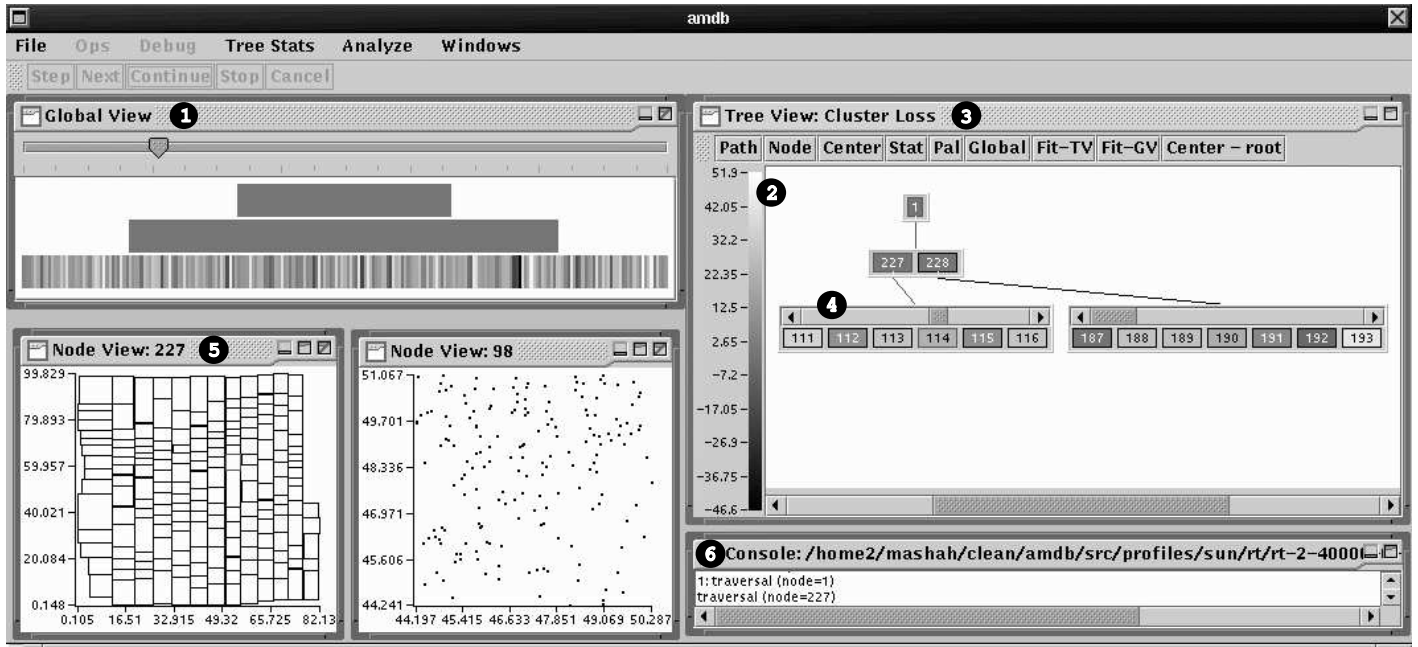 amdb
File Ops Debug Tree Stats Analyze Windows
Step Next Continue Stop Cancel
Global View 1
Tree View: Cluster Loss 3
Path Node Center Stat Pal Global Fit-TV Fit-GV Center - root
51.9
42.05
32.2
22.35
12.5
2.65
-7.2
-17.05
-26.9
-36.75
-46.6
2
1
227 228
4
111 112 113 114 115 116
187 188 189 190 191 192 193
Node View: 227 5
99.829
79.893
59.957
40.021
20.084
0.148
0.105 16.51 32.915 49.32 65.725 82.13
Node View: 98
51.067
49.701
48.336
46.971
45.606
44.241
44.197 45.415 46.633 47.851 49.069 50.287
6 Console: /home2/mashah/clean/amdb/src/profiles/sun/rt/rt-2-4000
1: traversal (node=1)
traversal (node=227)